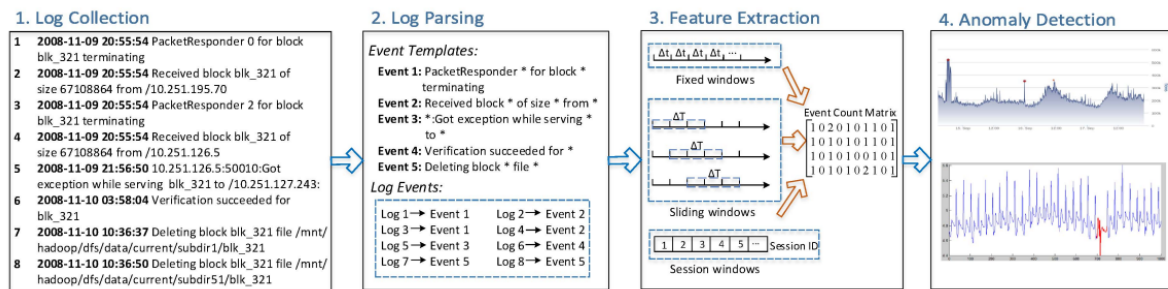 1. Log Collection
1 2008-11-09 20:55:54 PacketResponder 0 for block
blk_321 terminating
2 2008-11-09 20:55:54 Received block blk_321 of
size 67108864 from /10.251.195.70
3 2008-11-09 20:55:54 PacketResponder 2 for block
blk_321 terminating
4 2008-11-09 20:55:54 Received block blk_321 of
size 67108864 from /10.251.126.5
5 2008-11-09 21:56:50 10.251.126.5:50010:Got
exception while serving blk_321 to /10.251.127.243:
6 2008-11-10 03:58:04 Verification succeeded for
blk_321
7 2008-11-10 10:36:37 Deleting block blk_321 file /mnt/
hadoop/dfs/data/current/subdir1/blk_321
8 2008-11-10 10:36:50 Deleting block blk_321 file /mnt/
hadoop/dfs/data/current/subdir51/blk_321
2. Log Parsing
Event Templates:
Event 1: PacketResponder * for block *
terminating
Event 2: Received block * of size * from *
Event 3: *:Got exception while serving *
to *
Event 4: Verification succeeded for *
Event 5: Deleting block * file *
Log Events:
Log 1 → Event 1 Log 2 → Event 2
Log 3 → Event 1 Log 4 → Event 2
Log 5 → Event 3 Log 6 → Event 4
Log 7 → Event 5 Log 8 → Event 5
3. Feature Extraction
Δt Δt Δt Δt ...
Fixed windows
ΔT
ΔT
ΔT
Sliding windows
1 2 3 4 5 ... Session ID
Session windows
Event Count Matrix
1 0 2 0 1 0 1 1 0 1
1 0 1 0 1 0 1 1 0 1
1 0 1 0 1 0 0 1 0 1
1 0 1 0 1 0 2 1 0 1
4. Anomaly Detection